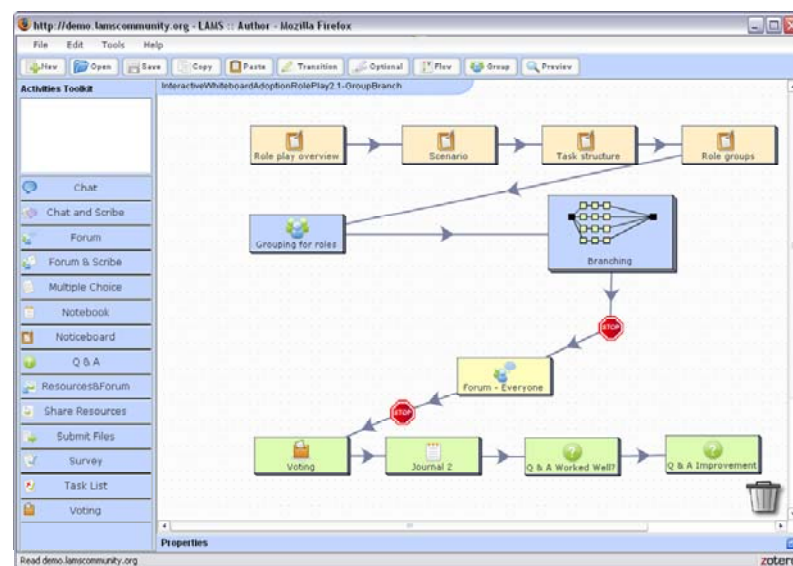 http://demo.lamscommunity.org - LAMS :: Author - Mozilla Firefox
File Edit Tools Help
New Open Save Copy Paste Transition Optional Flow Group Preview
Activities Toolkit
InteractiveWhiteboardAdoptionRolePlay2.1-GroupBranch
Chat
Chat and Scribe
Forum
Forum & Scribe
Multiple Choice
Notebook
Noticeboard
Q & A
Resources&Forum
Share Resources
Submit Files
Survey
Task List
Voting
Role play overview
Scenario
Task structure
Role groups
Grouping for roles
Branching
STOP
Forum - Everyone
STOP
Voting
Journal 2
Q & A Worked Well?
Q & A Improvement
Properties
Read demo.lamscommunity.org
zotero